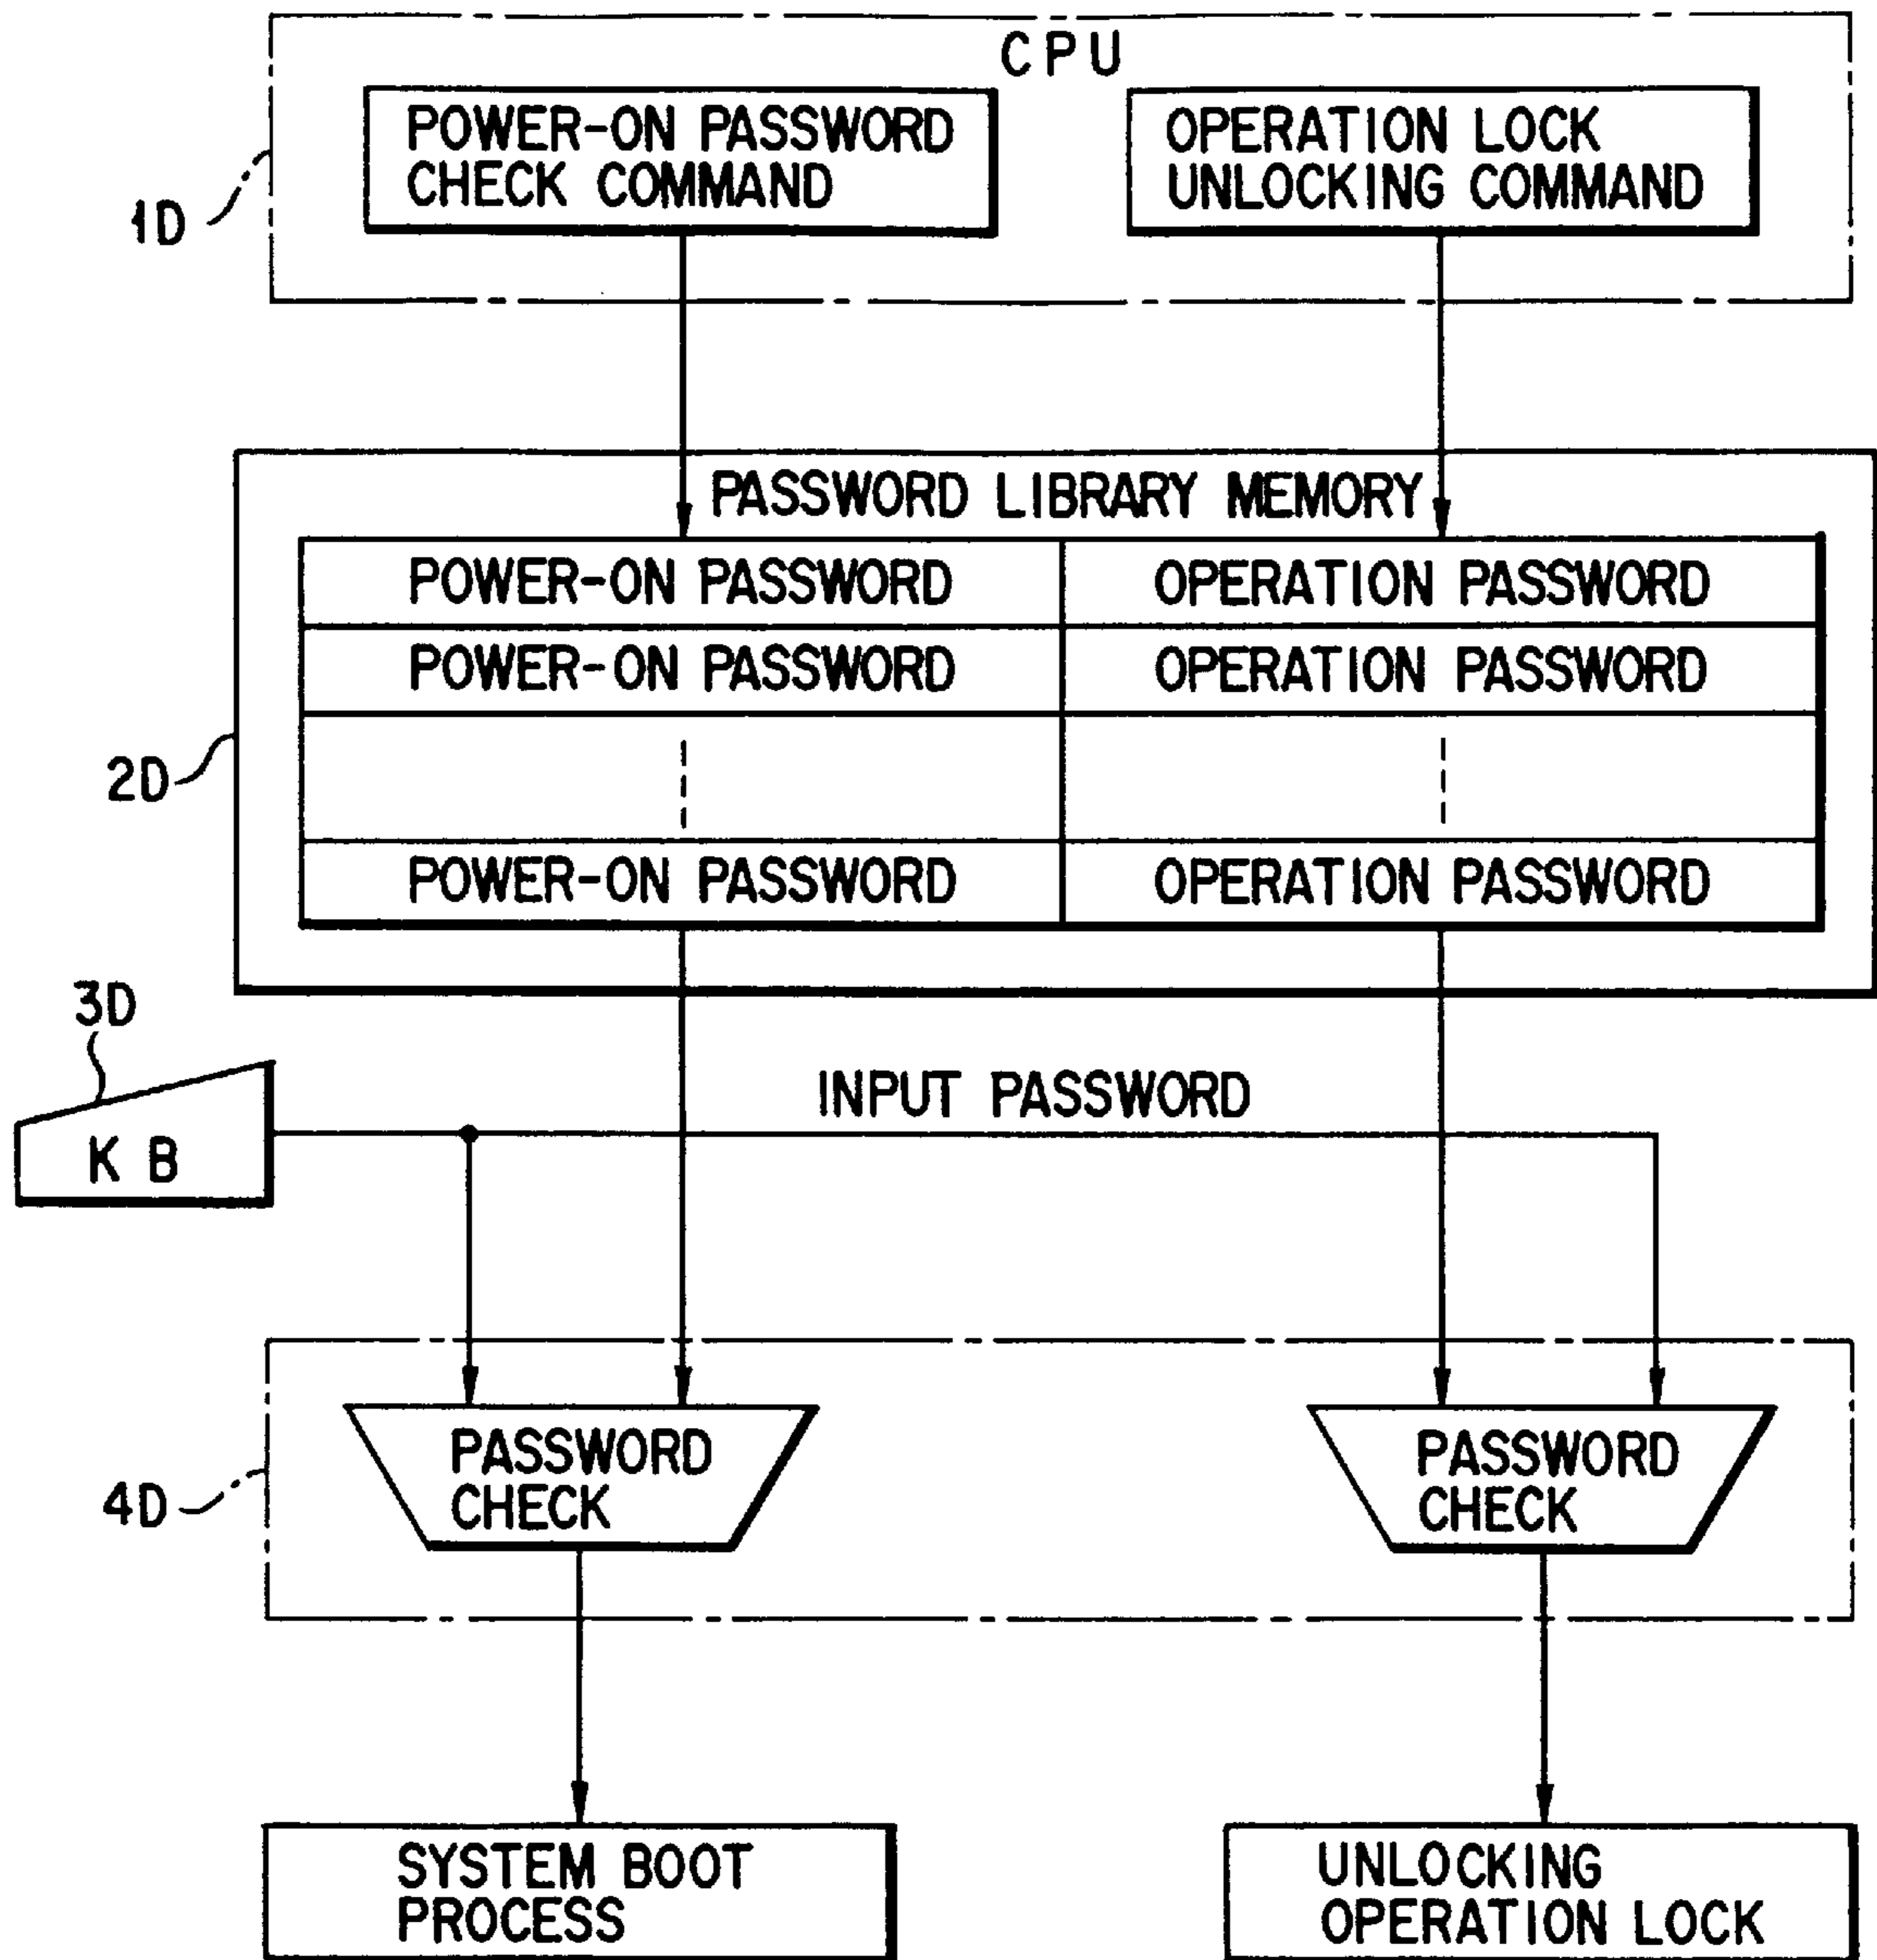 CPU
POWER-ON PASSWORD
CHECK COMMAND
OPERATION LOCK
UNLOCKING COMMAND
1D
PASSWORD LIBRARY MEMORY
POWER-ON PASSWORD
OPERATION PASSWORD
POWER-ON PASSWORD
OPERATION PASSWORD
2D
POWER-ON PASSWORD
OPERATION PASSWORD
3D
INPUT PASSWORD
KB
PASSWORD
CHECK
PASSWORD
CHECK
4D
SYSTEM BOOT
PROCESS
UNLOCKING
OPERATION LOCK